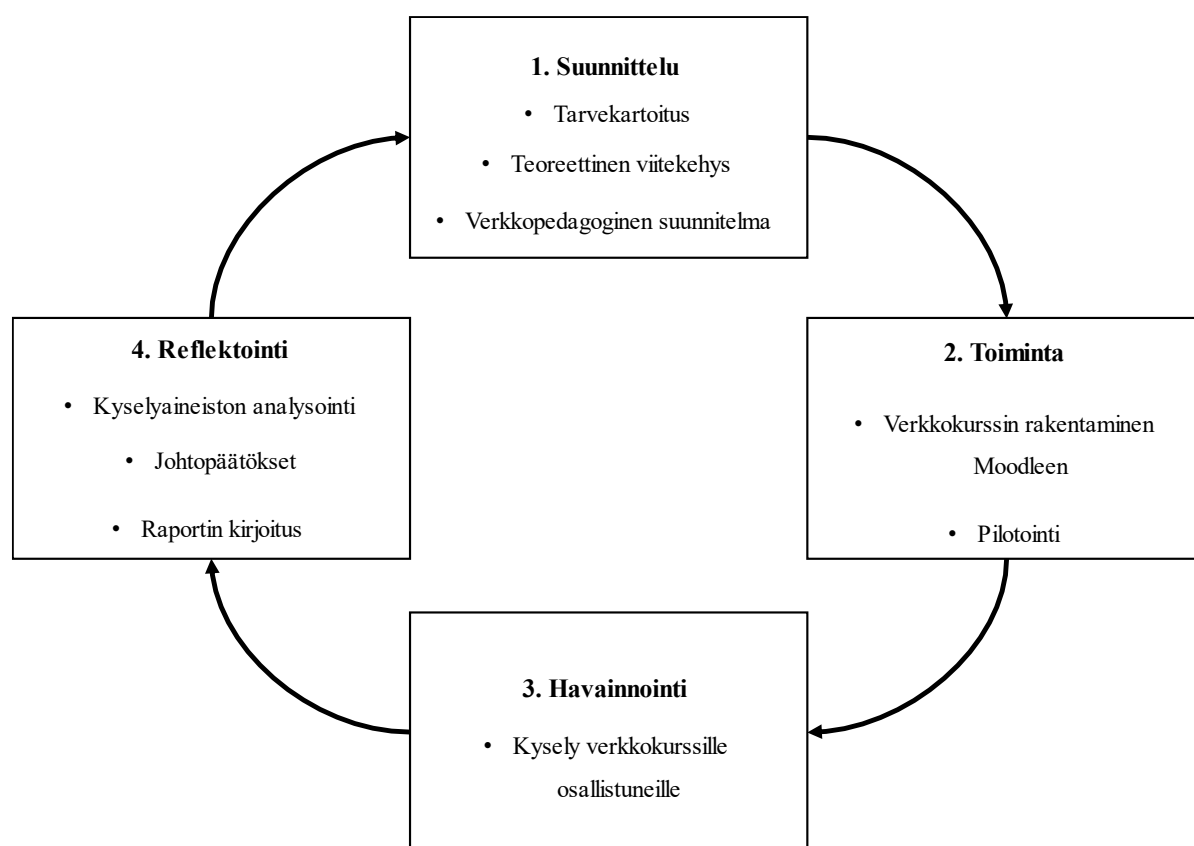 1. Suunnittelu
• Tarvekartoitus
• Teoreettinen viitekehys
• Verkkopedagoginen suunnitelma
2. Toiminta
• Verkkokurssin rakentaminen
Moodleen
• Pilotointi
3. Havainnointi
• Kysely verkkokurssille
osallistuneille
4. Reflektointi
• Kyselyaineiston analysointi
• Johtopäätökset
• Raportin kirjoitus